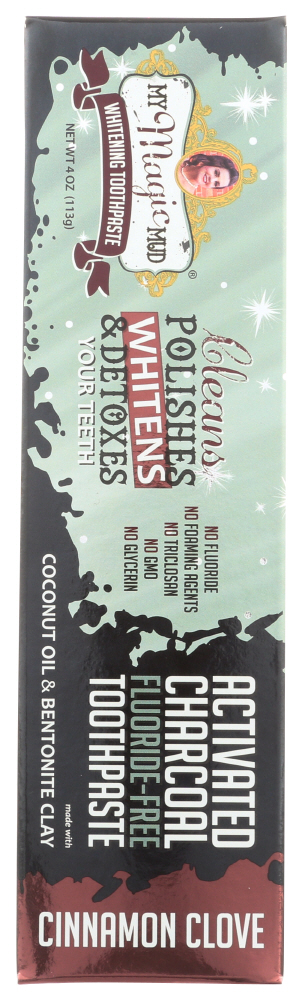 MY
Magic
MUD
®
WHITENING TOOTHPASTE
NET WT 4 OZ (113g)
Cleans
POLISHES
WHITENS
& DETOXES
YOUR TEETH
NO FLUORIDE
NO FORMING AGENTS
NO TRICLOSAN
NO GMO
NO GLYCERIN
ACTIVATED
CHARCOAL
FLUORIDE-FREE
TOOTHPASTE
made with
COCONUT OIL & BENTONITE CLAY
CINNAMON CLOVE